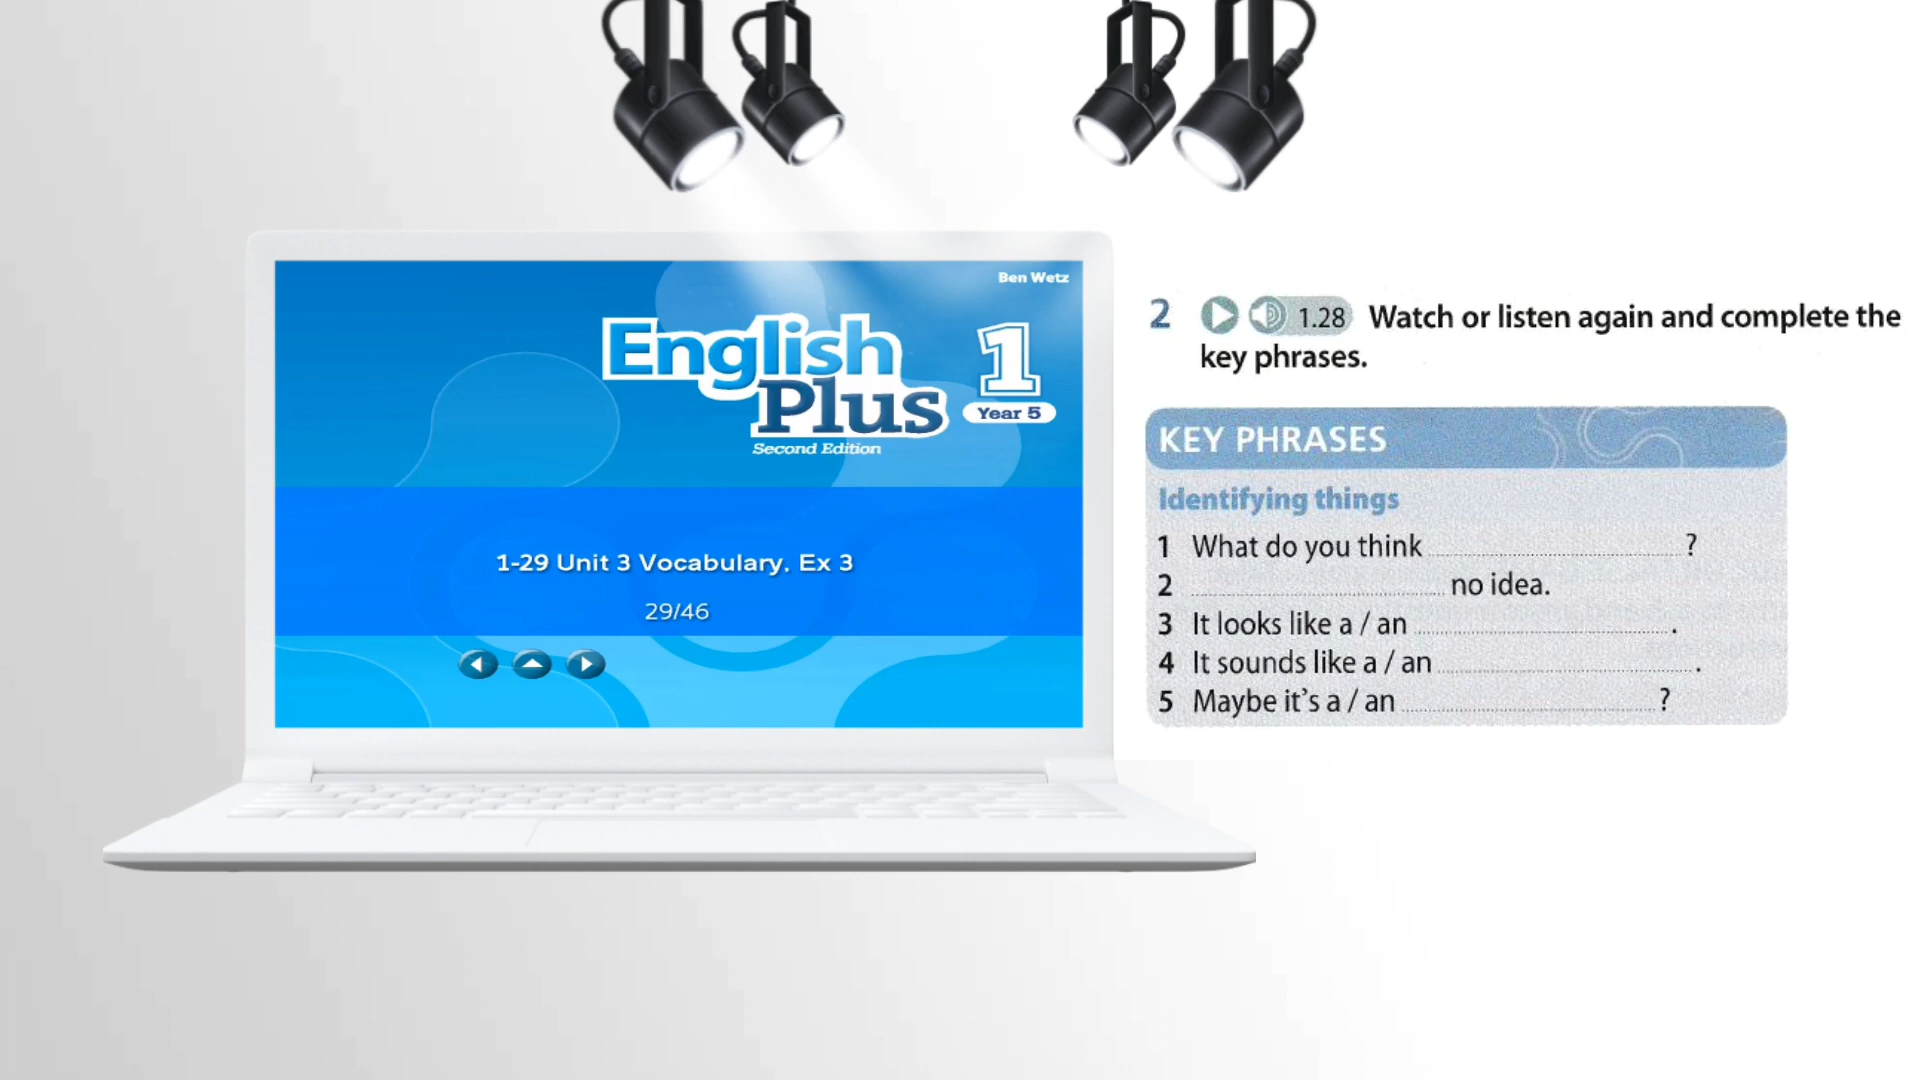 Ben Wetz
English
Plus
1
Year 5
Second Edition
1-29 Unit 3 Vocabulary, Ex 3
29/46
2 1.28 Watch or listen again and complete the
key phrases.
KEY PHRASES
Identifying things
1 What do you think ........................ ?
2 ........................ no idea.
3 It looks like a / an ........................ .
4 It sounds like a / an ........................ .
5 Maybe it's a / an ........................ ?